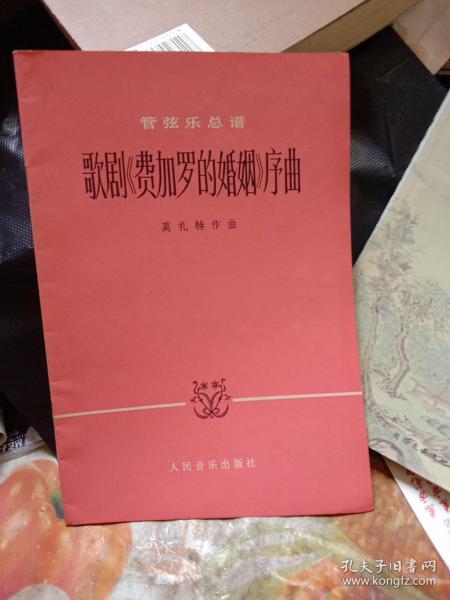 管弦乐总谱
歌剧《费加罗的婚姻》序曲
莫扎特作曲
人民音乐出版社
孔夫子旧书网
www.kongfz.com